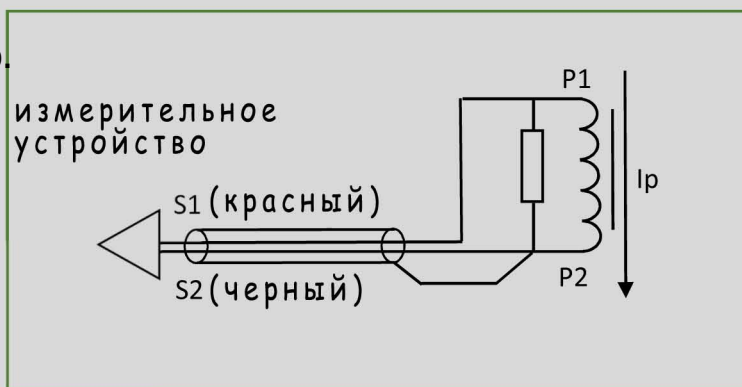 P1
измерительное
устройство
Ip
S1 (красный)
P2
S2 (черный)